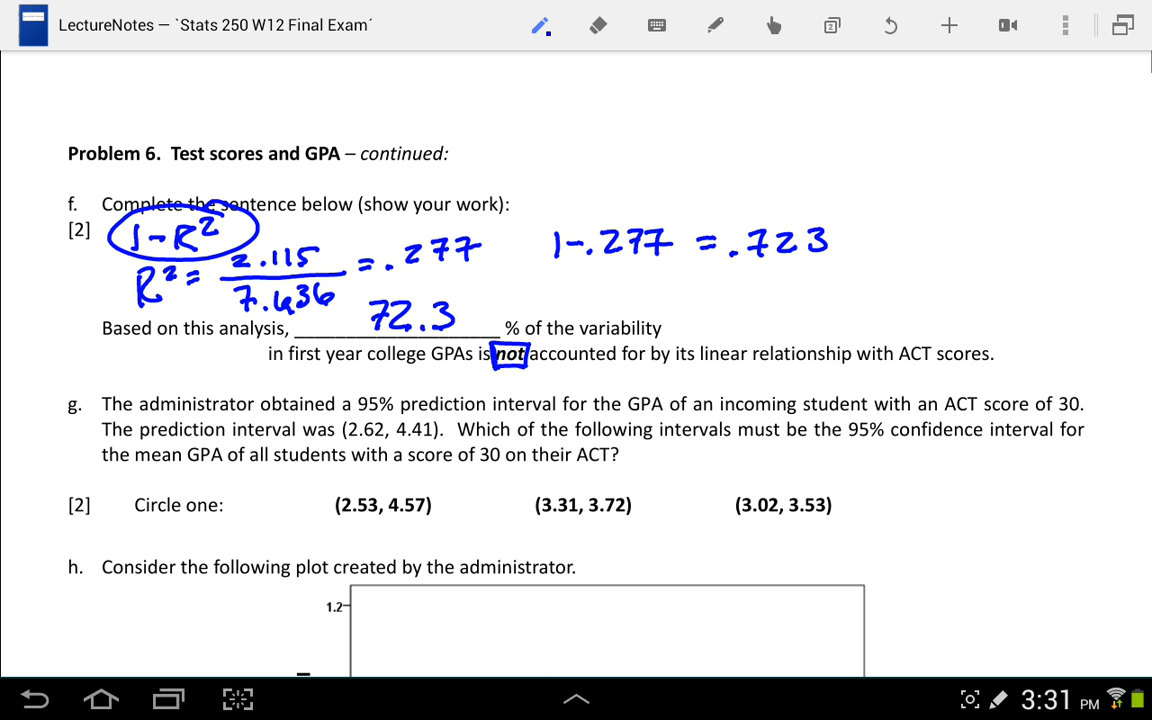 LectureNotes — `Stats 250 W12 Final Exam´
2
Problem 6. Test scores and GPA – continued:
f. Complete the sentence below (show your work):
[2] 1-R²
R² = 2.115 / 7.636 = .277 1-.277 = .723
72.3
Based on this analysis, ____________________ % of the variability
in first year college GPAs is not accounted for by its linear relationship with ACT scores.
g. The administrator obtained a 95% prediction interval for the GPA of an incoming student with an ACT score of 30.
The prediction interval was (2.62, 4.41). Which of the following intervals must be the 95% confidence interval for
the mean GPA of all students with a score of 30 on their ACT?
[2] Circle one: (2.53, 4.57) (3.31, 3.72) (3.02, 3.53)
h. Consider the following plot created by the administrator.
1.2
3:31 PM